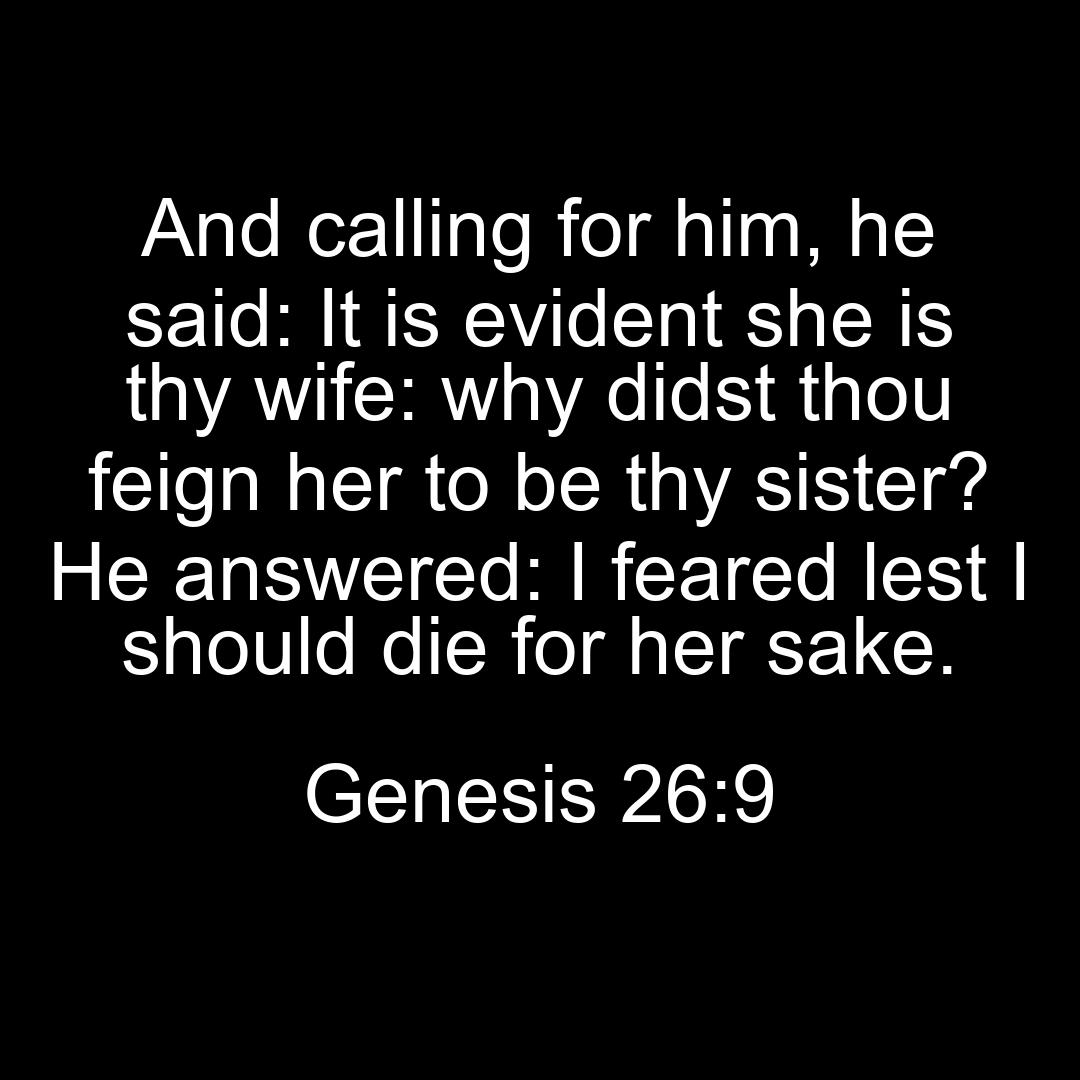 And calling for him, he
said: It is evident she is
thy wife: why didst thou
feign her to be thy sister?
He answered: I feared lest I
should die for her sake.
Genesis 26:9